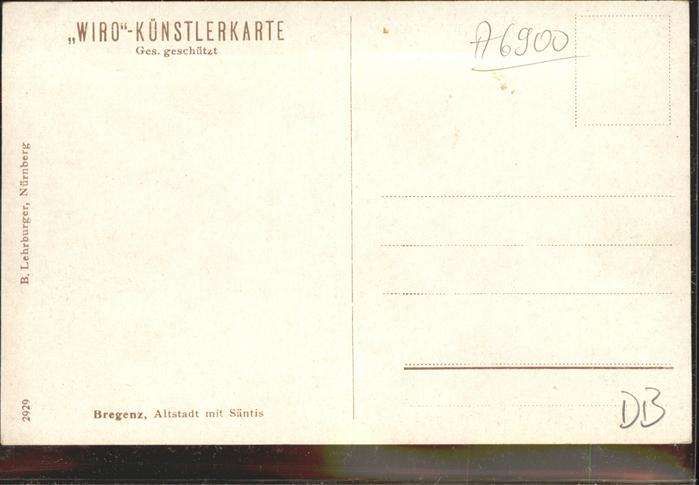 „WIRO“-KÜNSTLERKARTE
Ges. geschützt
A6900
B. Lehrburger, Nürnberg
2929
Bregenz, Altstadt mit Säntis
DB